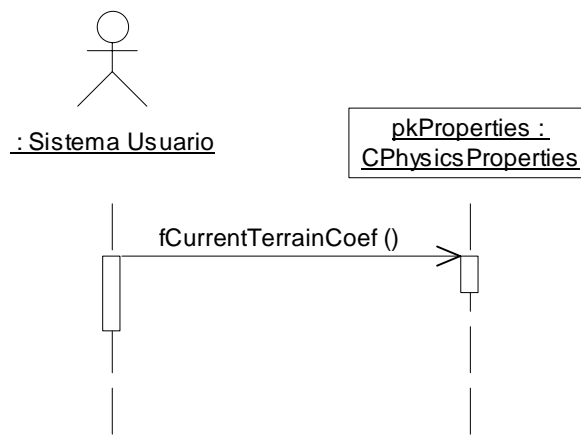 : Sistema Usuario
pkProperties :
CPhysicsProperties
fCurrentTerrainCoef ()